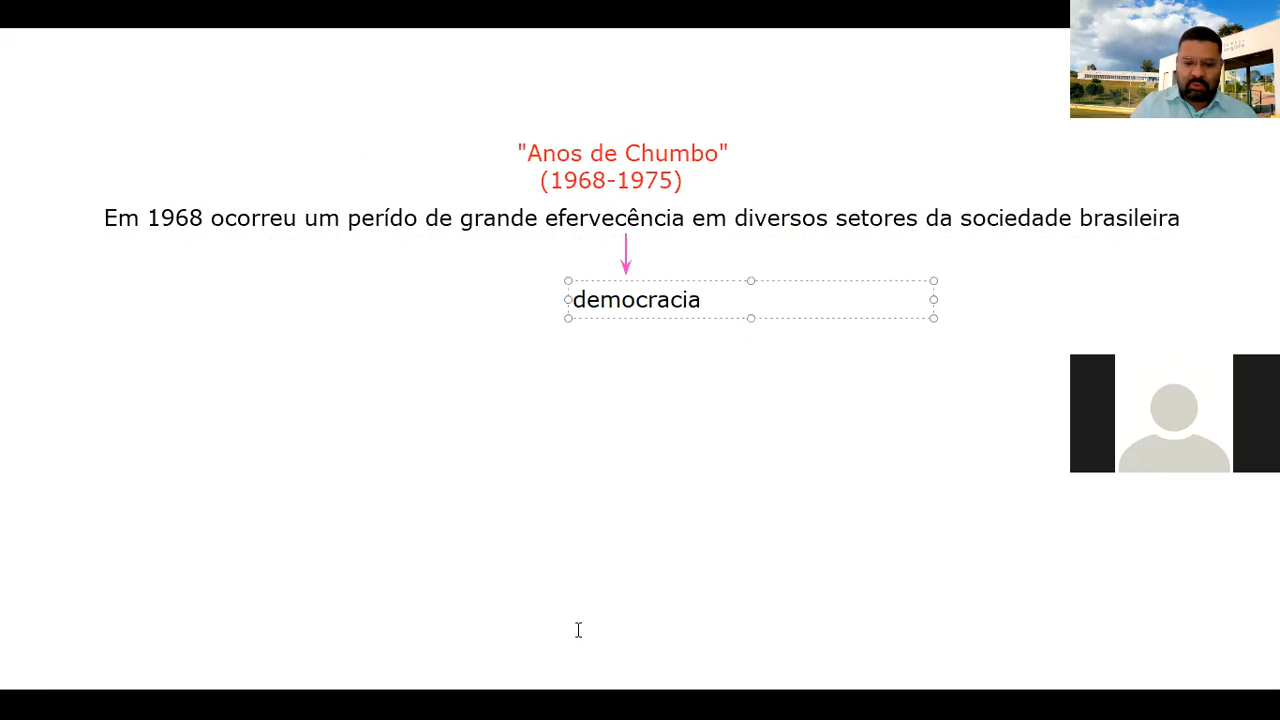 "Anos de Chumbo"
(1968-1975)
Em 1968 ocorreu um perído de grande efervecência em diversos setores da sociedade brasileira
democracia